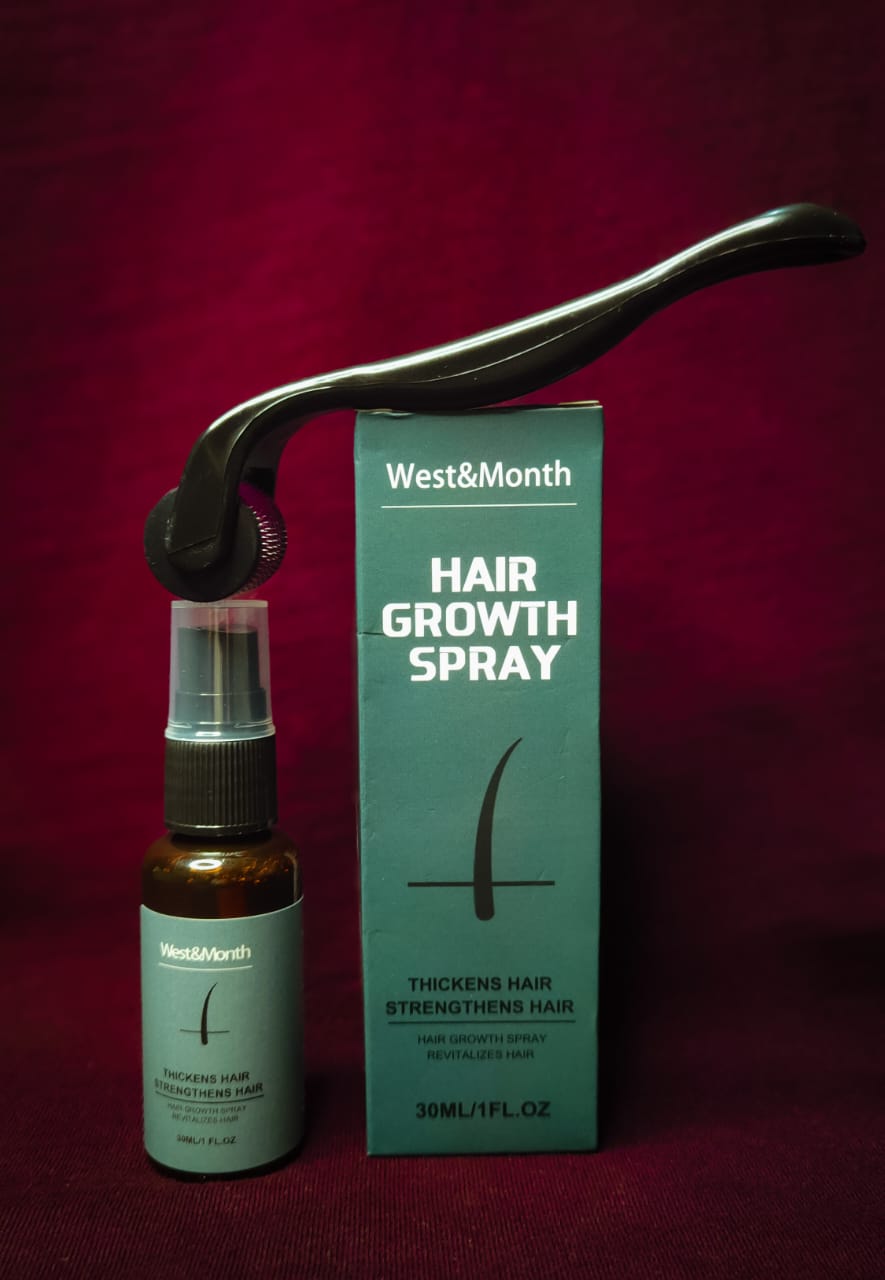 West&Month
HAIR
GROWTH
SPRAY
THICKENS HAIR
STRENGTHENS HAIR
HAIR GROWTH SPRAY
REVITALIZES HAIR
30ML/1FL.OZ
West&Month
THICKENS HAIR
STRENGTHENS HAIR
HAIR GROWTH SPRAY
REVITALIZES HAIR
30ML/1 FL.OZ